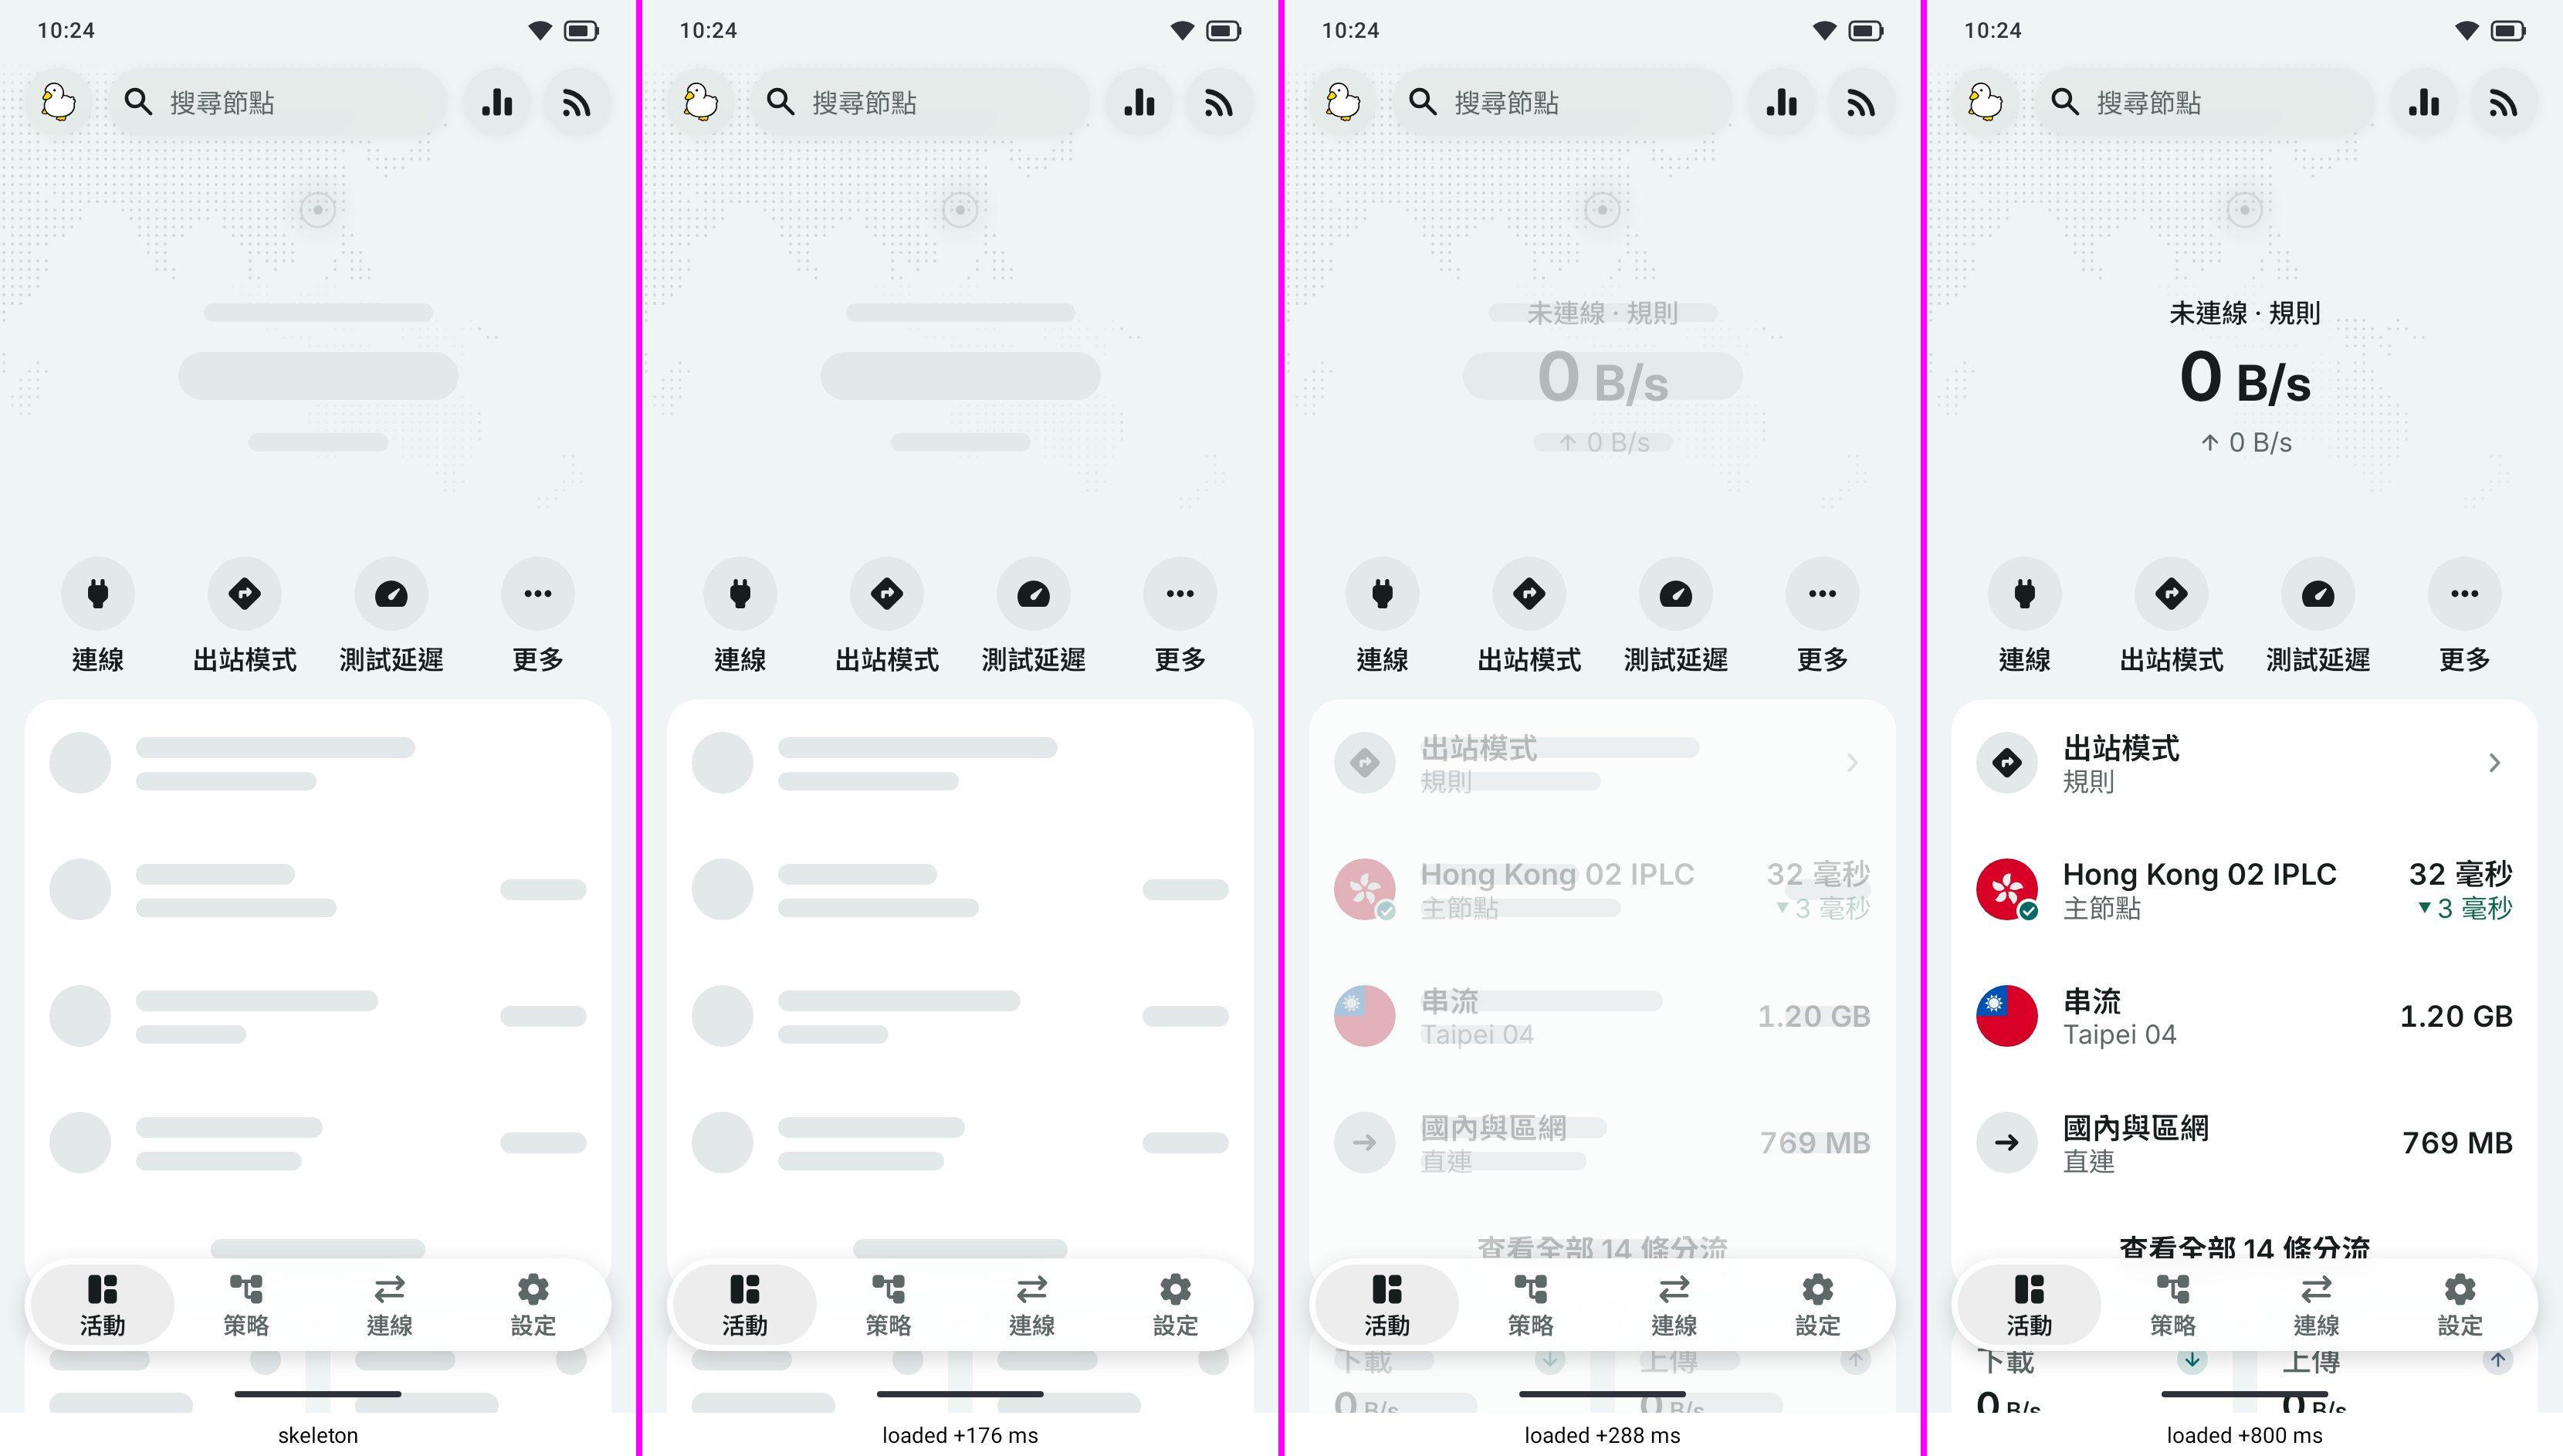 10:24
搜尋節點
連線 出站模式 測試延遲 更多
活動 策略 連線 設定
skeleton
10:24
搜尋節點
連線 出站模式 測試延遲 更多
活動 策略 連線 設定
loaded +176 ms
10:24
搜尋節點
未連線 · 規則
0 B/s
↑ 0 B/s
連線 出站模式 測試延遲 更多
出站模式
規則
Hong Kong 02 IPLC 32 毫秒
主節點 ▼3 毫秒
串流
Taipei 04
1.20 GB
國內與區網
直連
769 MB
查看全部 14 條分流
活動 策略 連線 設定
下載 上傳
0 B/s 0 B/s
loaded +288 ms
10:24
搜尋節點
未連線 · 規則
0 B/s
↑ 0 B/s
連線 出站模式 測試延遲 更多
出站模式
規則
Hong Kong 02 IPLC 32 毫秒
主節點 ▼3 毫秒
串流
Taipei 04
1.20 GB
國內與區網
直連
769 MB
查看全部 14 條分流
活動 策略 連線 設定
下載 上傳
0 B/s 0 B/s
loaded +800 ms